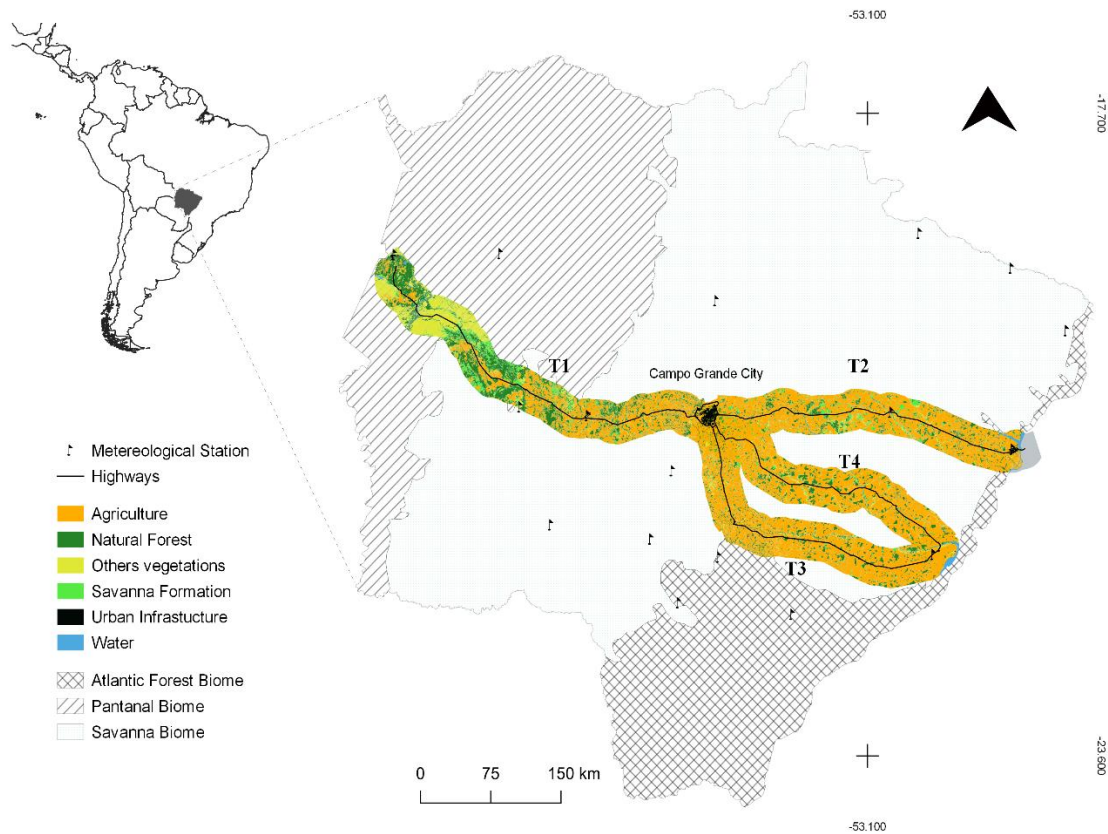 -53.100
-17.700
T1
Campo Grande City
T2
T4
T3
Metereological Station
Highways
Agriculture
Natural Forest
Others vegetations
Savanna Formation
Urban Infrastucture
Water
Atlantic Forest Biome
Pantanal Biome
Savanna Biome
0 75 150 km
-23.600
-53.100